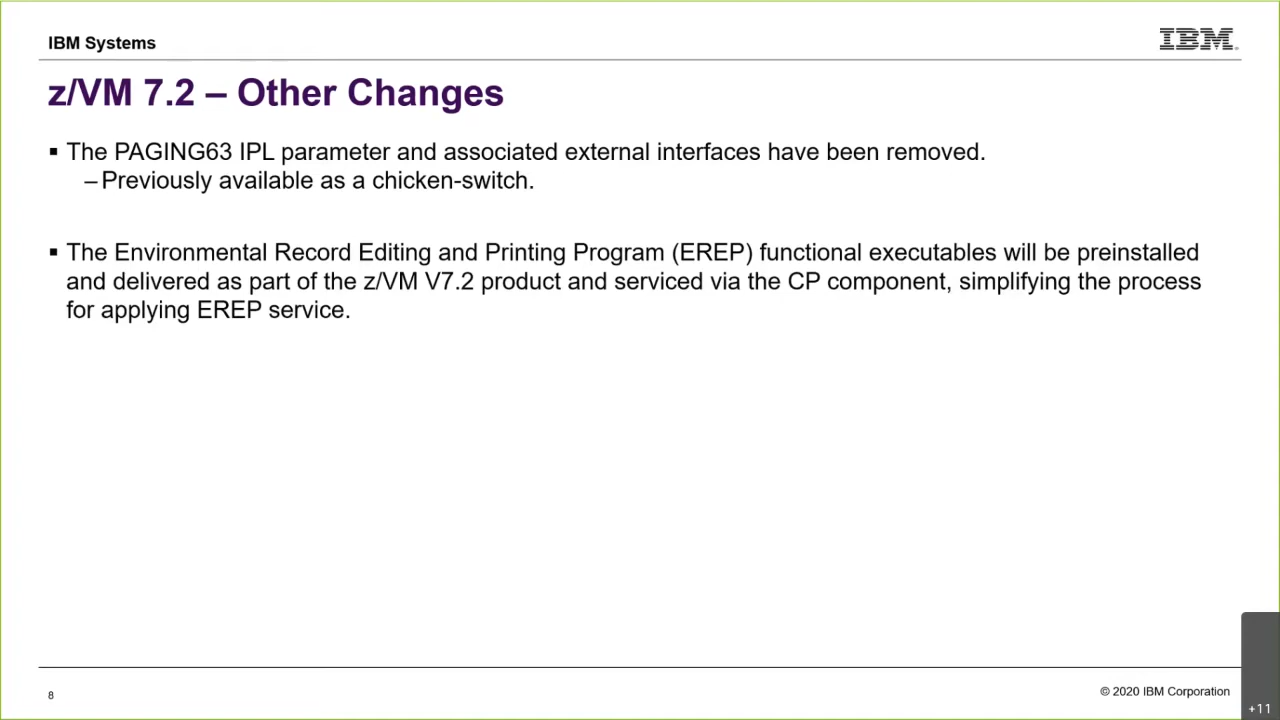 IBM Systems
IBM
z/VM 7.2 – Other Changes
▪ The PAGING63 IPL parameter and associated external interfaces have been removed.
– Previously available as a chicken-switch.
▪ The Environmental Record Editing and Printing Program (EREP) functional executables will be preinstalled
and delivered as part of the z/VM V7.2 product and serviced via the CP component, simplifying the process
for applying EREP service.
8
© 2020 IBM Corporation
+11